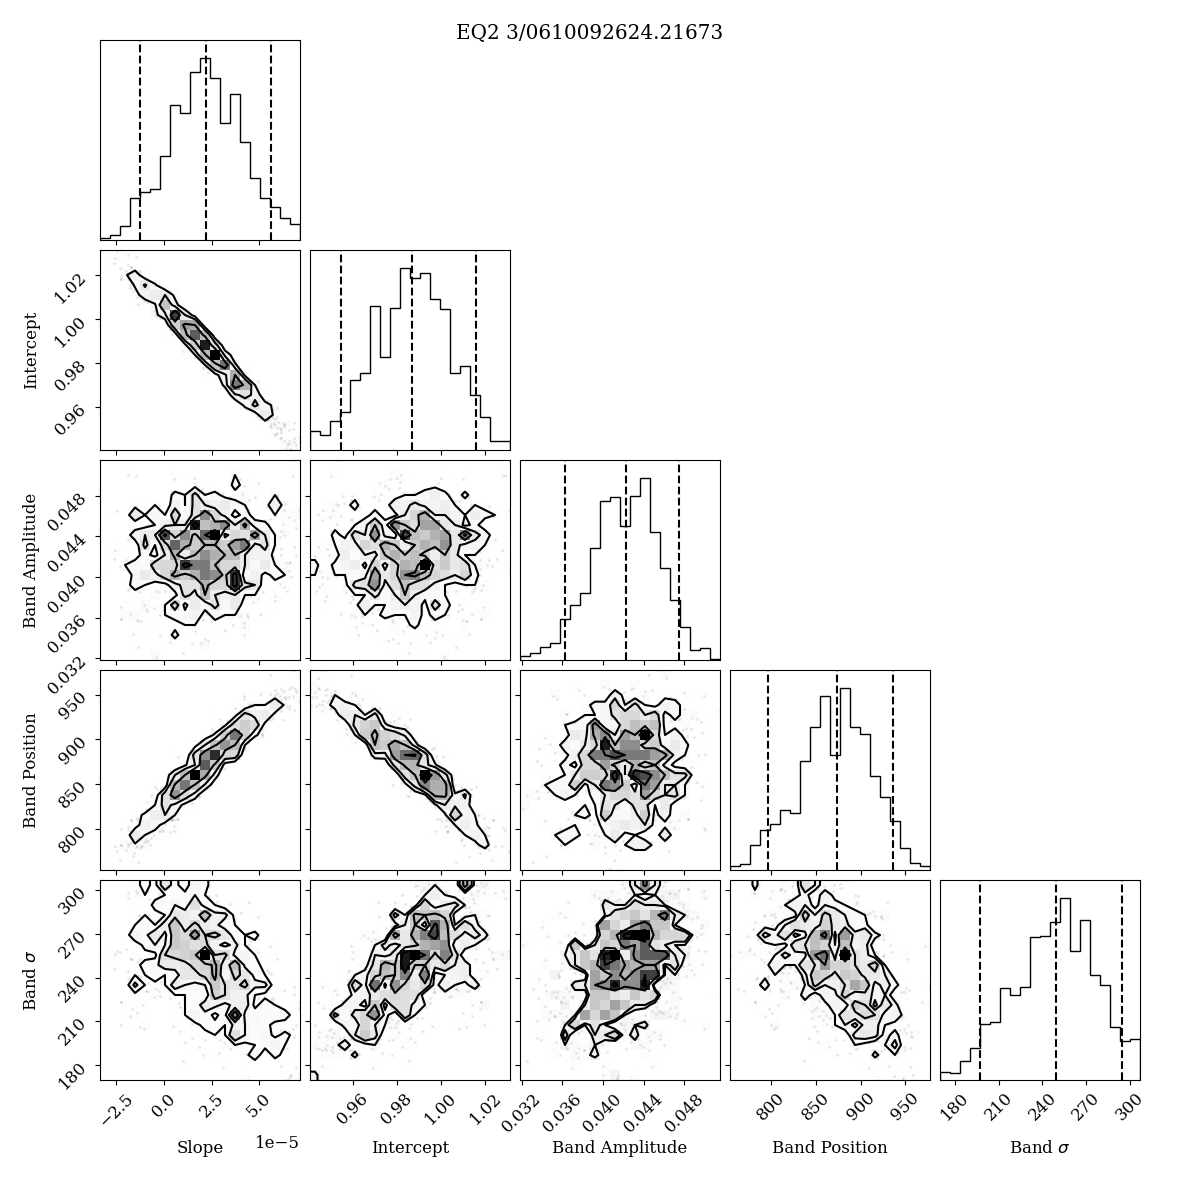 EQ2 3/0610092624.21673
Intercept
1.02
1.00
0.98
0.96
Band Amplitude
0.048
0.044
0.040
0.036
0.032
Band Position
950
900
850
800
Band σ
300
270
240
210
180
−2.5 0.0 2.5 5.0 0.96 0.98 1.00 1.02 0.032 0.036 0.040 0.044 0.048 800 850 900 950 180 210 240 270 300
1e−5
Slope Intercept Band Amplitude Band Position Band σ